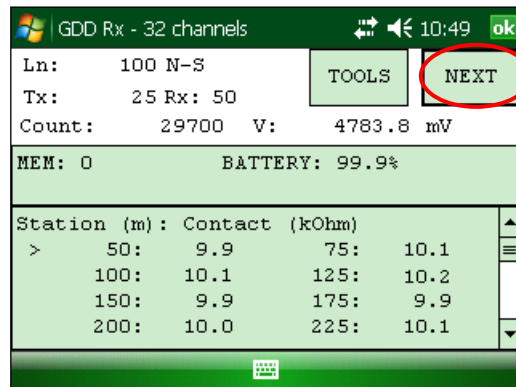 GDD Rx - 32 channels 10:49 ok
Ln: 100 N-S
TOOLS
NEXT
Tx: 25 Rx: 50
Count: 29700 V: 4783.8 mV
MEM: 0 BATTERY: 99.9%
Station (m): Contact (kOhm)
> 50: 9.9 75: 10.1
100: 10.1 125: 10.2
150: 9.9 175: 9.9
200: 10.0 225: 10.1